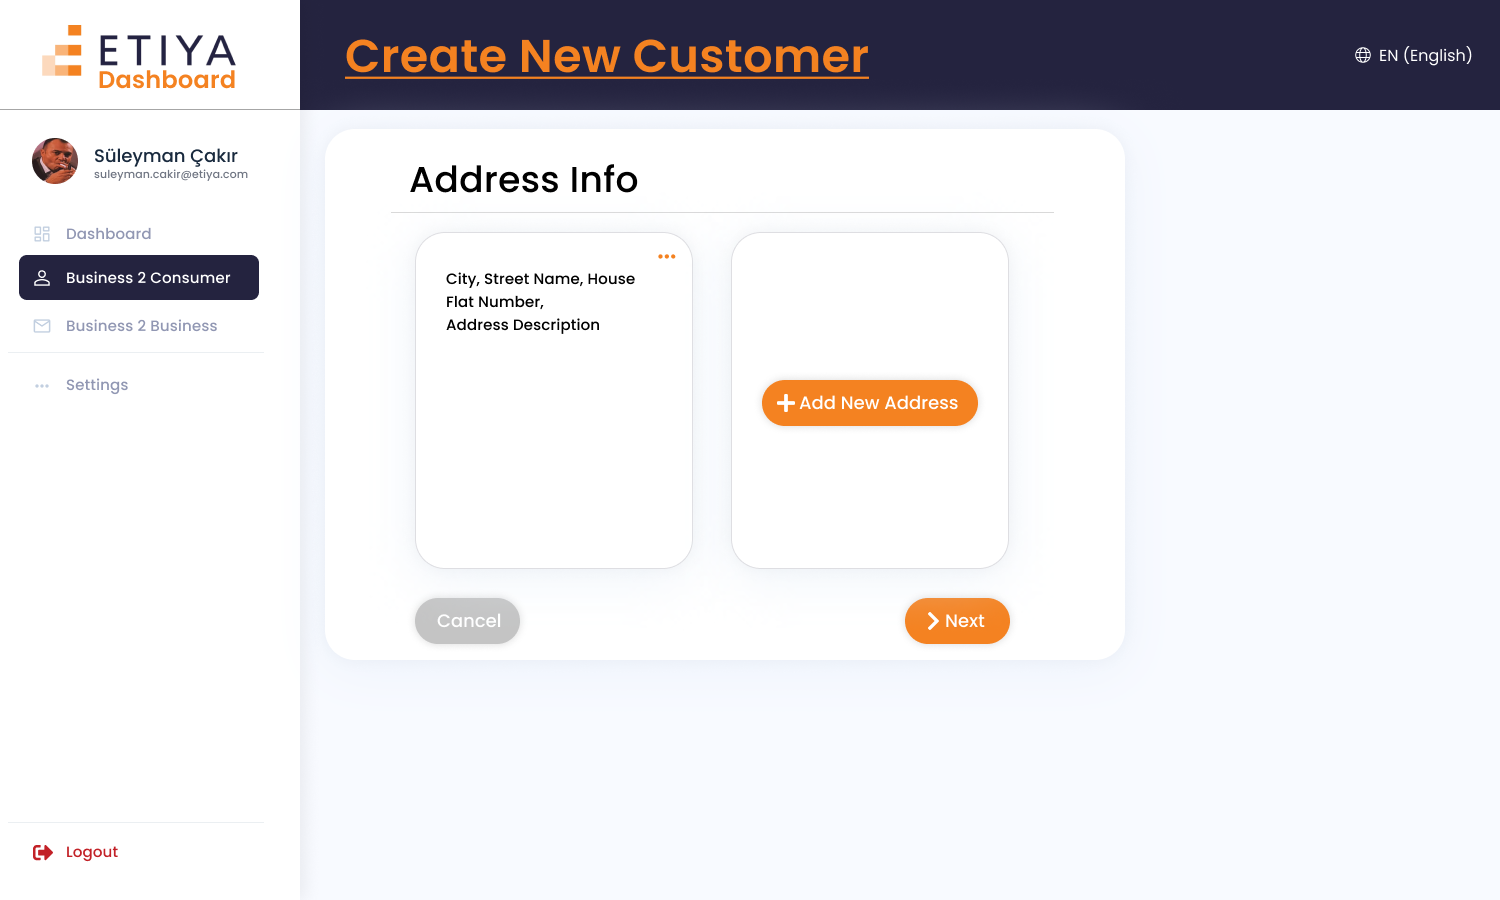 ETIYA
Dashboard
Create New Customer
EN (English)
Süleyman Çakır
suleyman.cakir@etiya.com
Dashboard
Business 2 Consumer
Business 2 Business
Settings
Logout
Address Info
City, Street Name, House
Flat Number,
Address Description
Add New Address
Cancel
Next